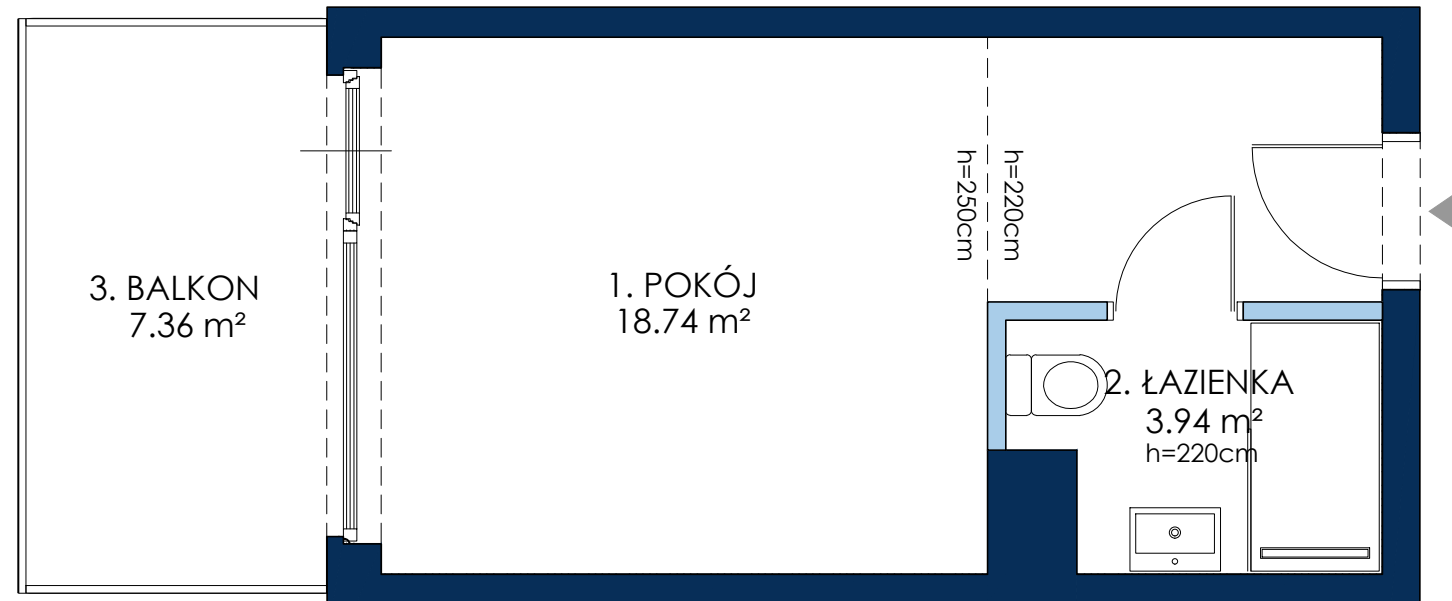 3. BALKON
7.36 m²
1. POKÓJ
18.74 m²
h=250cm
h=220cm
2. ŁAZIENKA
3.94 m²
h=220cm